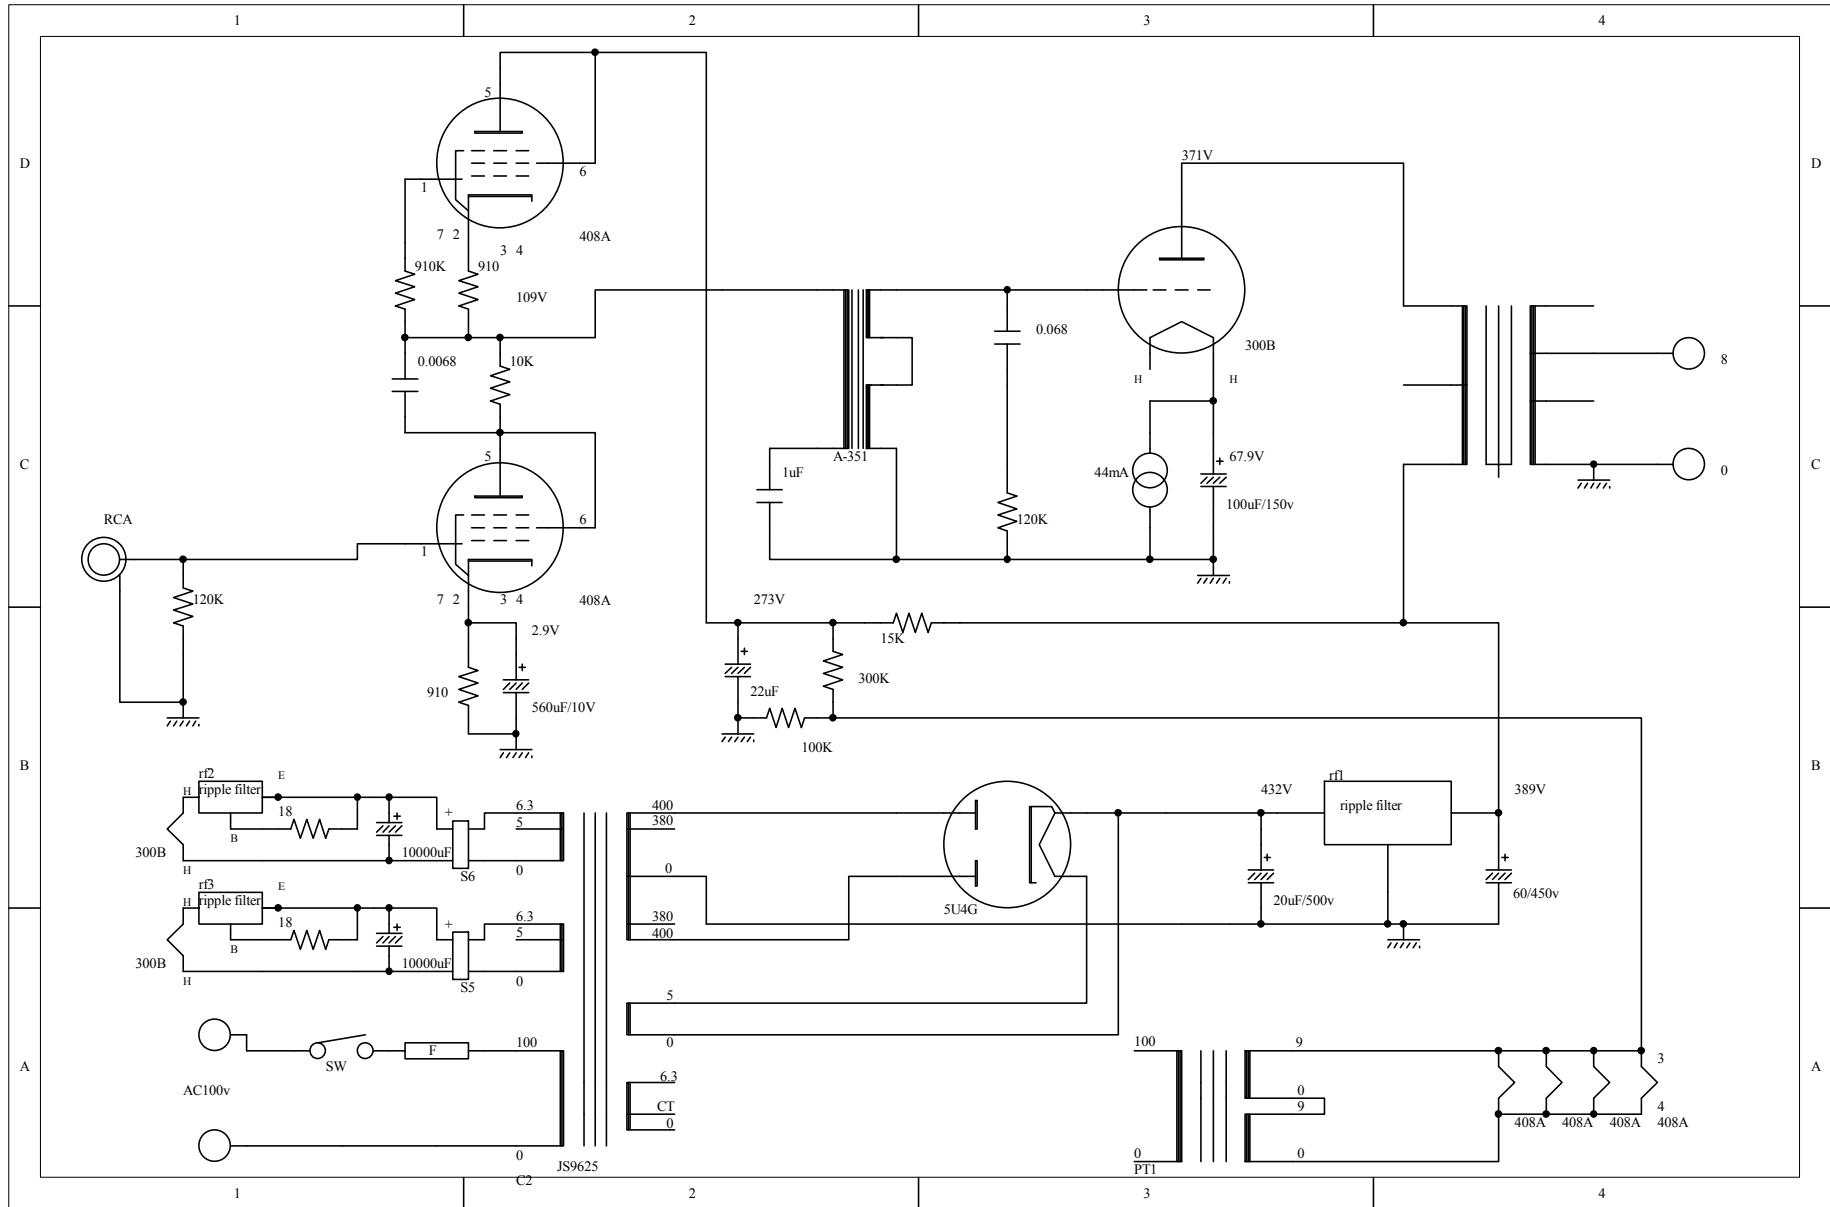 1 2 3 4
D D
5
6
1
7 2
3 4
408A
910K 910
109V
0.0068
10K
371V
0.068
300B
H H
8
C C
5
6
1
RCA
120K
7 2 3 4
408A
2.9V
910
+
560uF/10V
A-351
1uF
120K
44mA
+
67.9V
100uF/150v
0
273V
15K
+
22uF
300K
100K
B B
rf2
ripple filter
E
H
18
B
+
+
10000uF
300B
H
S6
6.3
5
0
400
380
0
380
400
5U4G
432V
rf1
ripple filter
389V
+
20uF/500v
+
60/450v
rf3
ripple filter
E
H
18
B
+
+
10000uF
300B
H
S5
6.3
5
0
A A
5
0
SW
F
100
AC100v
0
6.3
CT
0
JS9625
C2
100
0
PT1
9
0
9
0
3
4
408A 408A 408A 408A
1 2 3 4